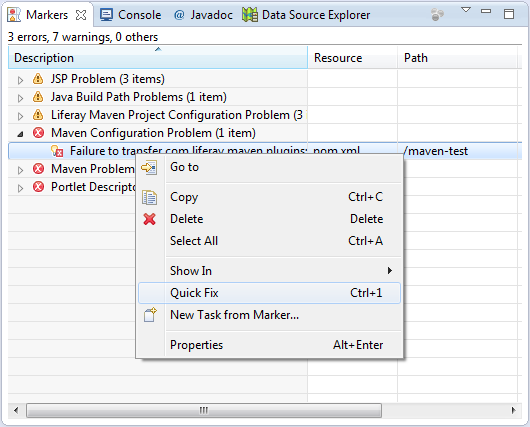 Markers Console @ Javadoc Data Source Explorer
3 errors, 7 warnings, 0 others
Description Resource Path
JSP Problem (3 items)
Java Build Path Problems (1 item)
Liferay Maven Project Configuration Problem (3
Maven Configuration Problem (1 item)
Failure to transfer com.liferay.maven.plugins: pom.xml /maven-test
Maven Problem
Portlet Descripto
Go to
Copy Ctrl+C
Delete Delete
Select All Ctrl+A
Show In
Quick Fix Ctrl+1
New Task from Marker...
Properties Alt+Enter